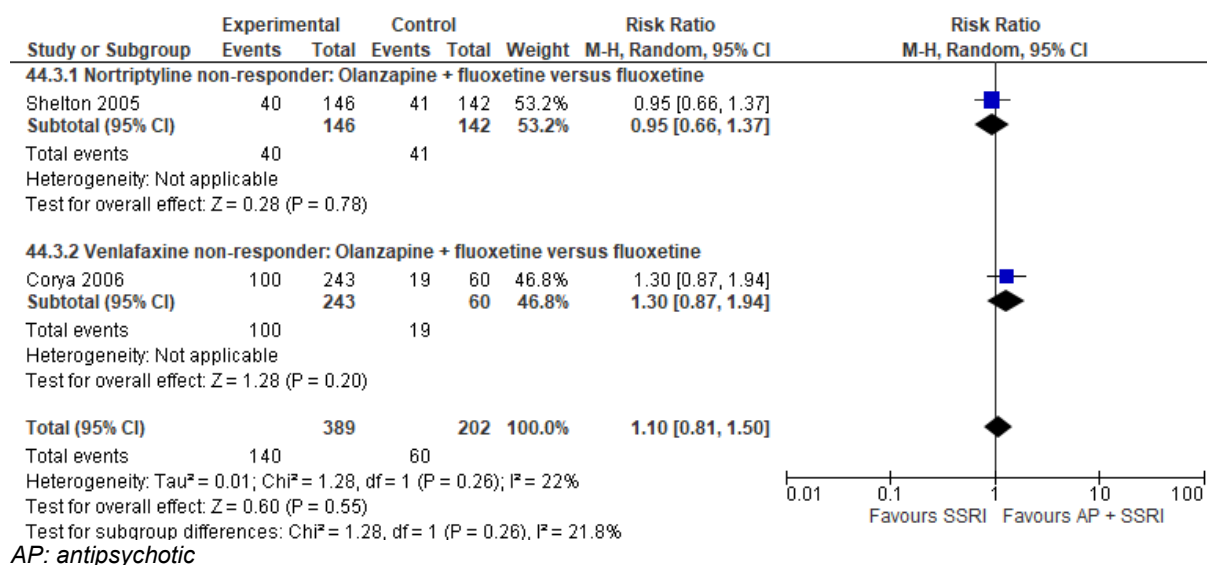 Experimental Control Risk Ratio Risk Ratio
Study or Subgroup Events Total Events Total Weight M-H, Random, 95% CI M-H, Random, 95% CI
44.3.1 Nortriptyline non-responder: Olanzapine + fluoxetine versus fluoxetine
Shelton 2005 40 146 41 142 53.2% 0.95 [0.66, 1.37]
Subtotal (95% CI) 146 142 53.2% 0.95 [0.66, 1.37]
Total events 40 41
Heterogeneity: Not applicable
Test for overall effect: Z = 0.28 (P = 0.78)
44.3.2 Venlafaxine non-responder: Olanzapine + fluoxetine versus fluoxetine
Corya 2006 100 243 19 60 46.8% 1.30 [0.87, 1.94]
Subtotal (95% CI) 243 60 46.8% 1.30 [0.87, 1.94]
Total events 100 19
Heterogeneity: Not applicable
Test for overall effect: Z = 1.28 (P = 0.20)
Total (95% CI) 389 202 100.0% 1.10 [0.81, 1.50]
Total events 140 60
Heterogeneity: Tau² = 0.01; Chi² = 1.28, df = 1 (P = 0.26); I² = 22%
Test for overall effect: Z = 0.60 (P = 0.55)
Test for subgroup differences: Chi² = 1.28, df = 1 (P = 0.26), I² = 21.8%
0.01 0.1 1 10 100
Favours SSRI Favours AP + SSRI
AP: antipsychotic